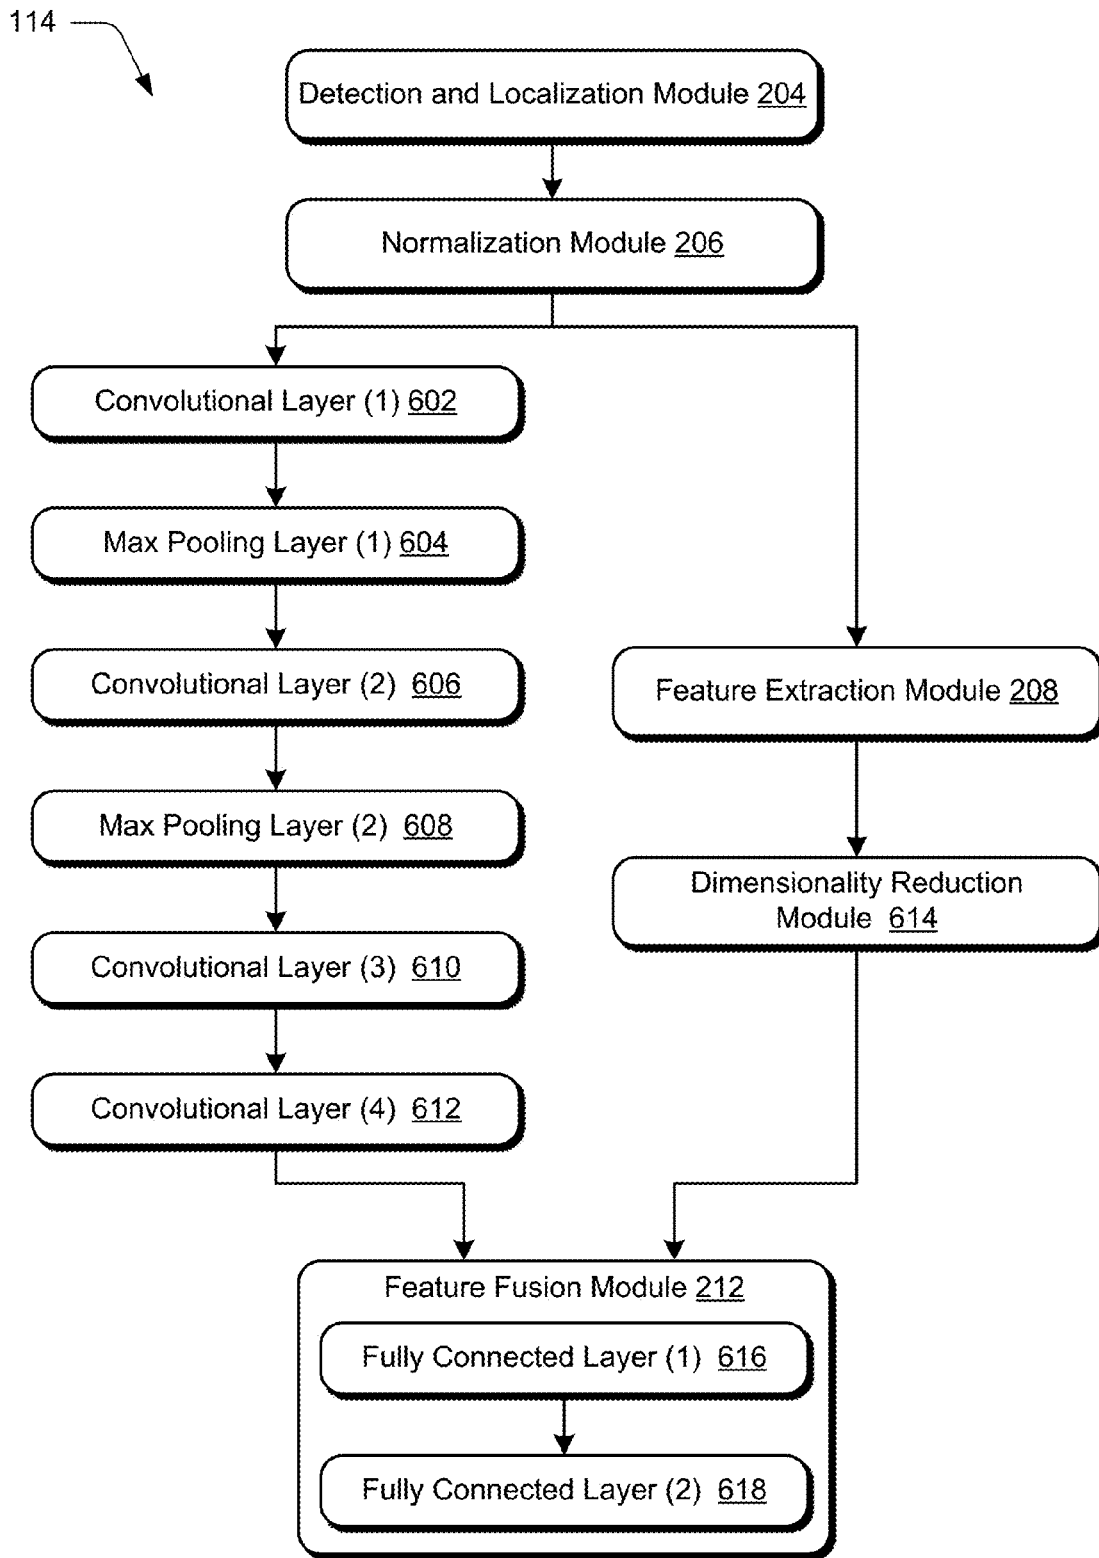 114
Detection and Localization Module 204
Normalization Module 206
Convolutional Layer (1) 602
Max Pooling Layer (1) 604
Convolutional Layer (2) 606
Max Pooling Layer (2) 608
Convolutional Layer (3) 610
Convolutional Layer (4) 612
Feature Extraction Module 208
Dimensionality Reduction
Module 614
Feature Fusion Module 212
Fully Connected Layer (1) 616
Fully Connected Layer (2) 618